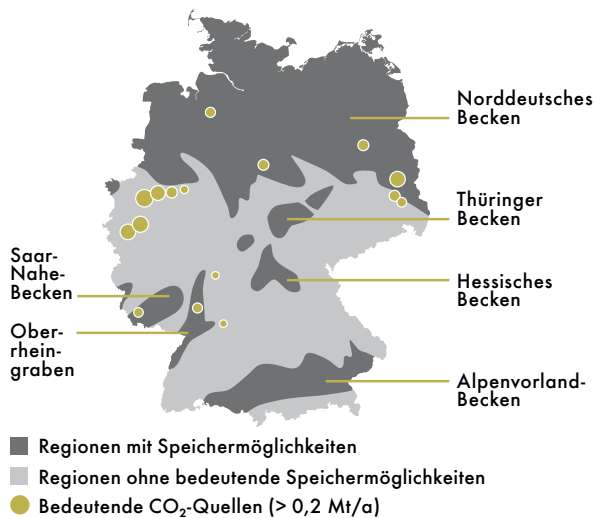 Norddeutsches
Becken
Thüringer
Becken
Saar-
Nahe-
Becken
Hessisches
Becken
Ober-
rhein-
graben
Alpenvorland-
Becken
Regionen mit Speichermöglichkeiten
Regionen ohne bedeutende Speichermöglichkeiten
Bedeutende CO₂-Quellen (> 0,2 Mt/a)